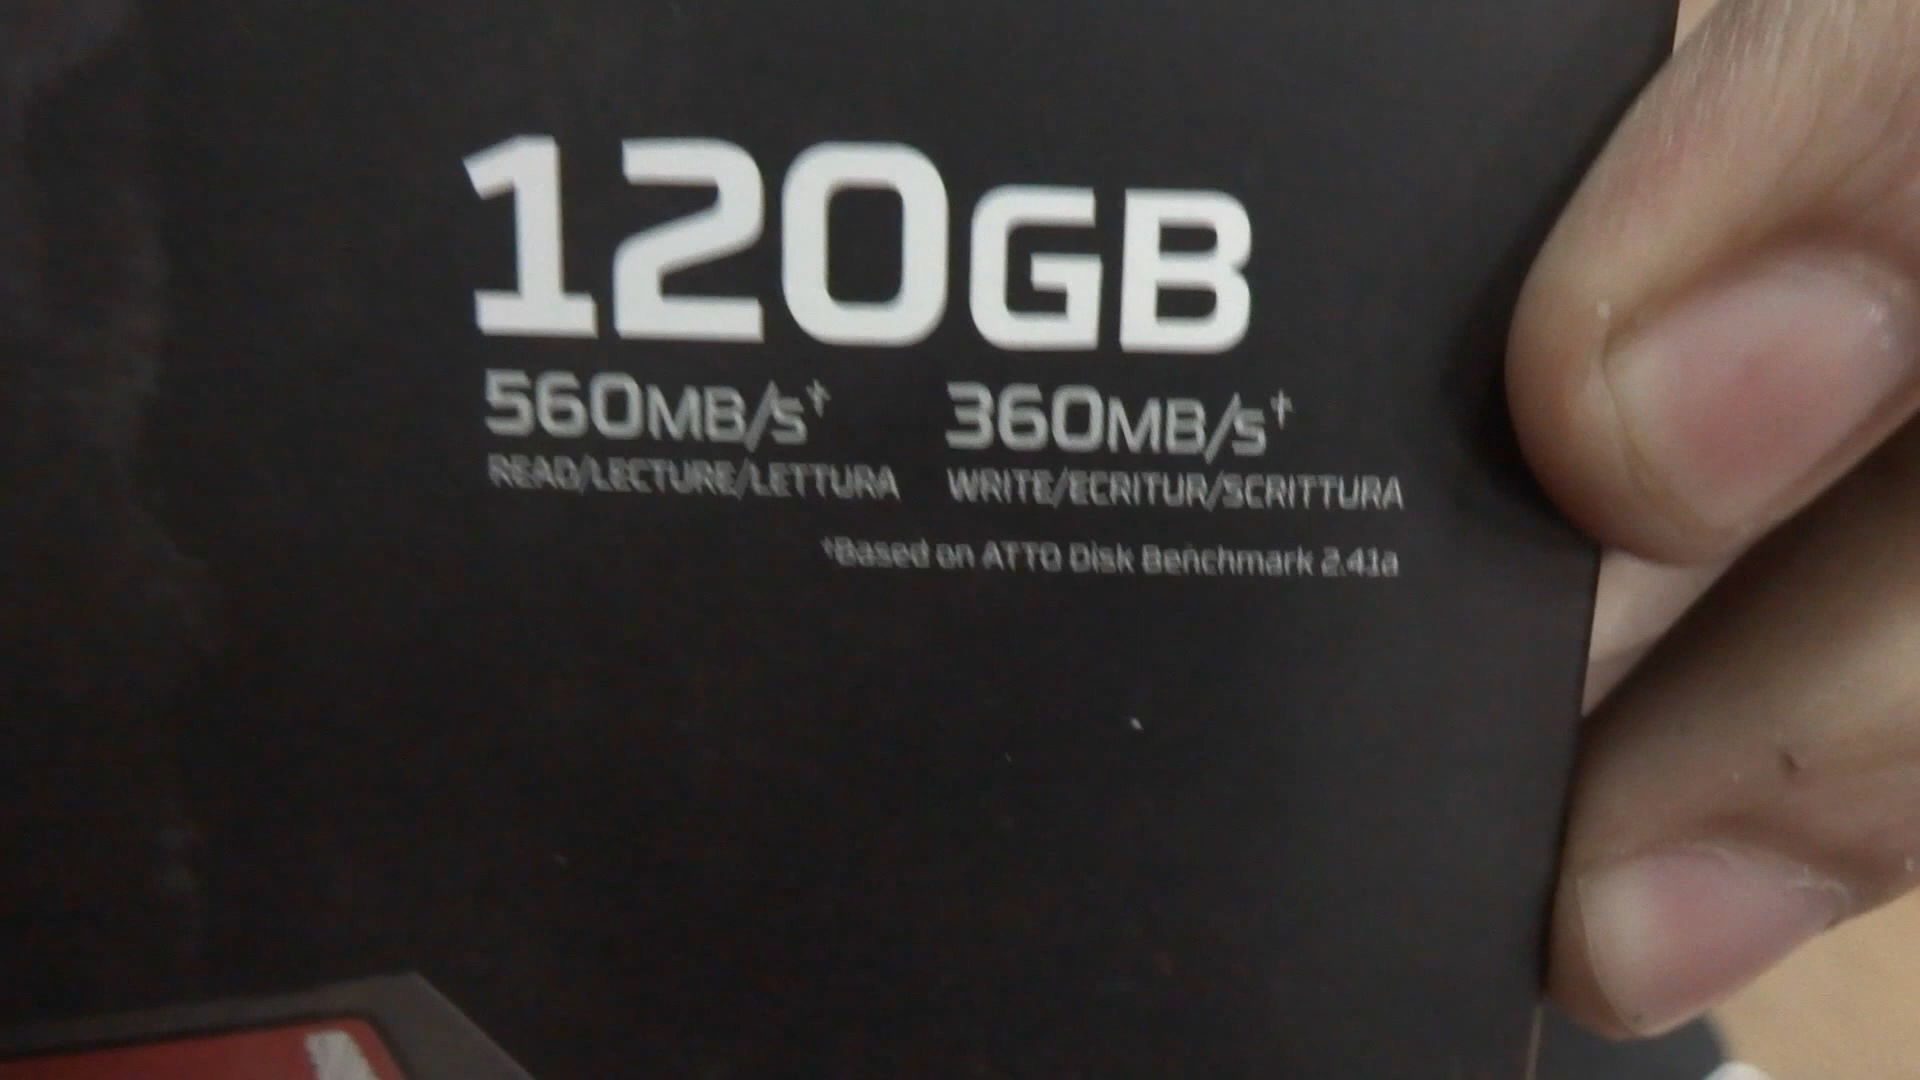 120GB
560MB/s† 360MB/s†
READ/LECTURE/LETTURA WRITE/ECRITUR/SCRITTURA
†Based on ATTO Disk Benchmark 2.41a